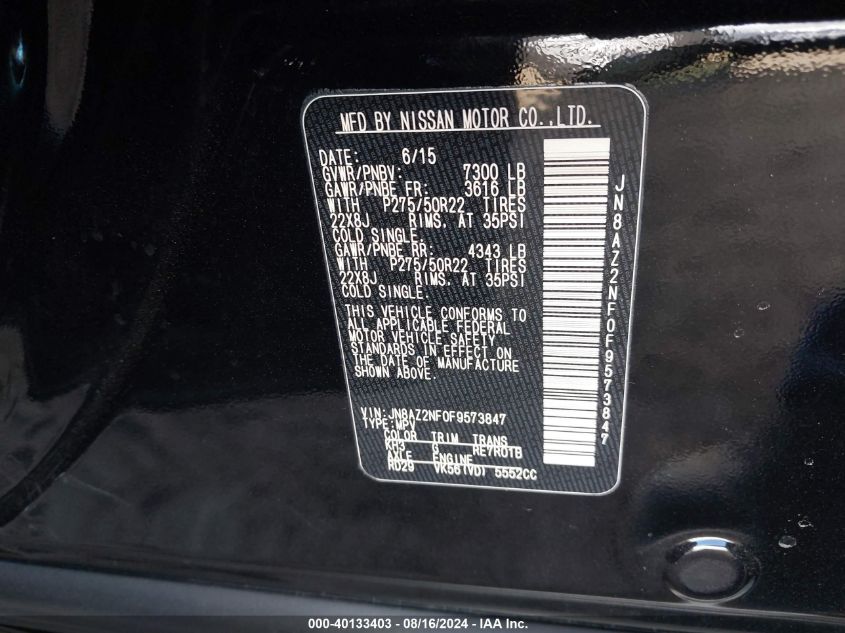 MFD BY NISSAN MOTOR CO.,LTD.
DATE: 6/15
GVWR/PNBV: 7300 LB
GAWR/PNBE FR: 3616 LB
WITH P275/50R22 TIRES
22X8J RIMS. AT 35PSI
COLD SINGLE.
GAWR/PNBE RR: 4343 LB
WITH P275/50R22 TIRES
22X8J RIMS. AT 35PSI
COLD SINGLE.
THIS VEHICLE CONFORMS TO
ALL APPLICABLE FEDERAL
MOTOR VEHICLE SAFETY
STANDARDS IN EFFECT ON
THE DATE OF MANUFACTURE
SHOWN ABOVE.
VIN:JN8AZ2NF0F9573847
TYPE:MPV
COLOR TRIM TRANS
KH3 G RE7R01B
AXLE ENGINE
RD29 VK56(VD) 5552CC
JN8AZ2NF0F9573847
000-40133403 - 08/16/2024 - IAA Inc.